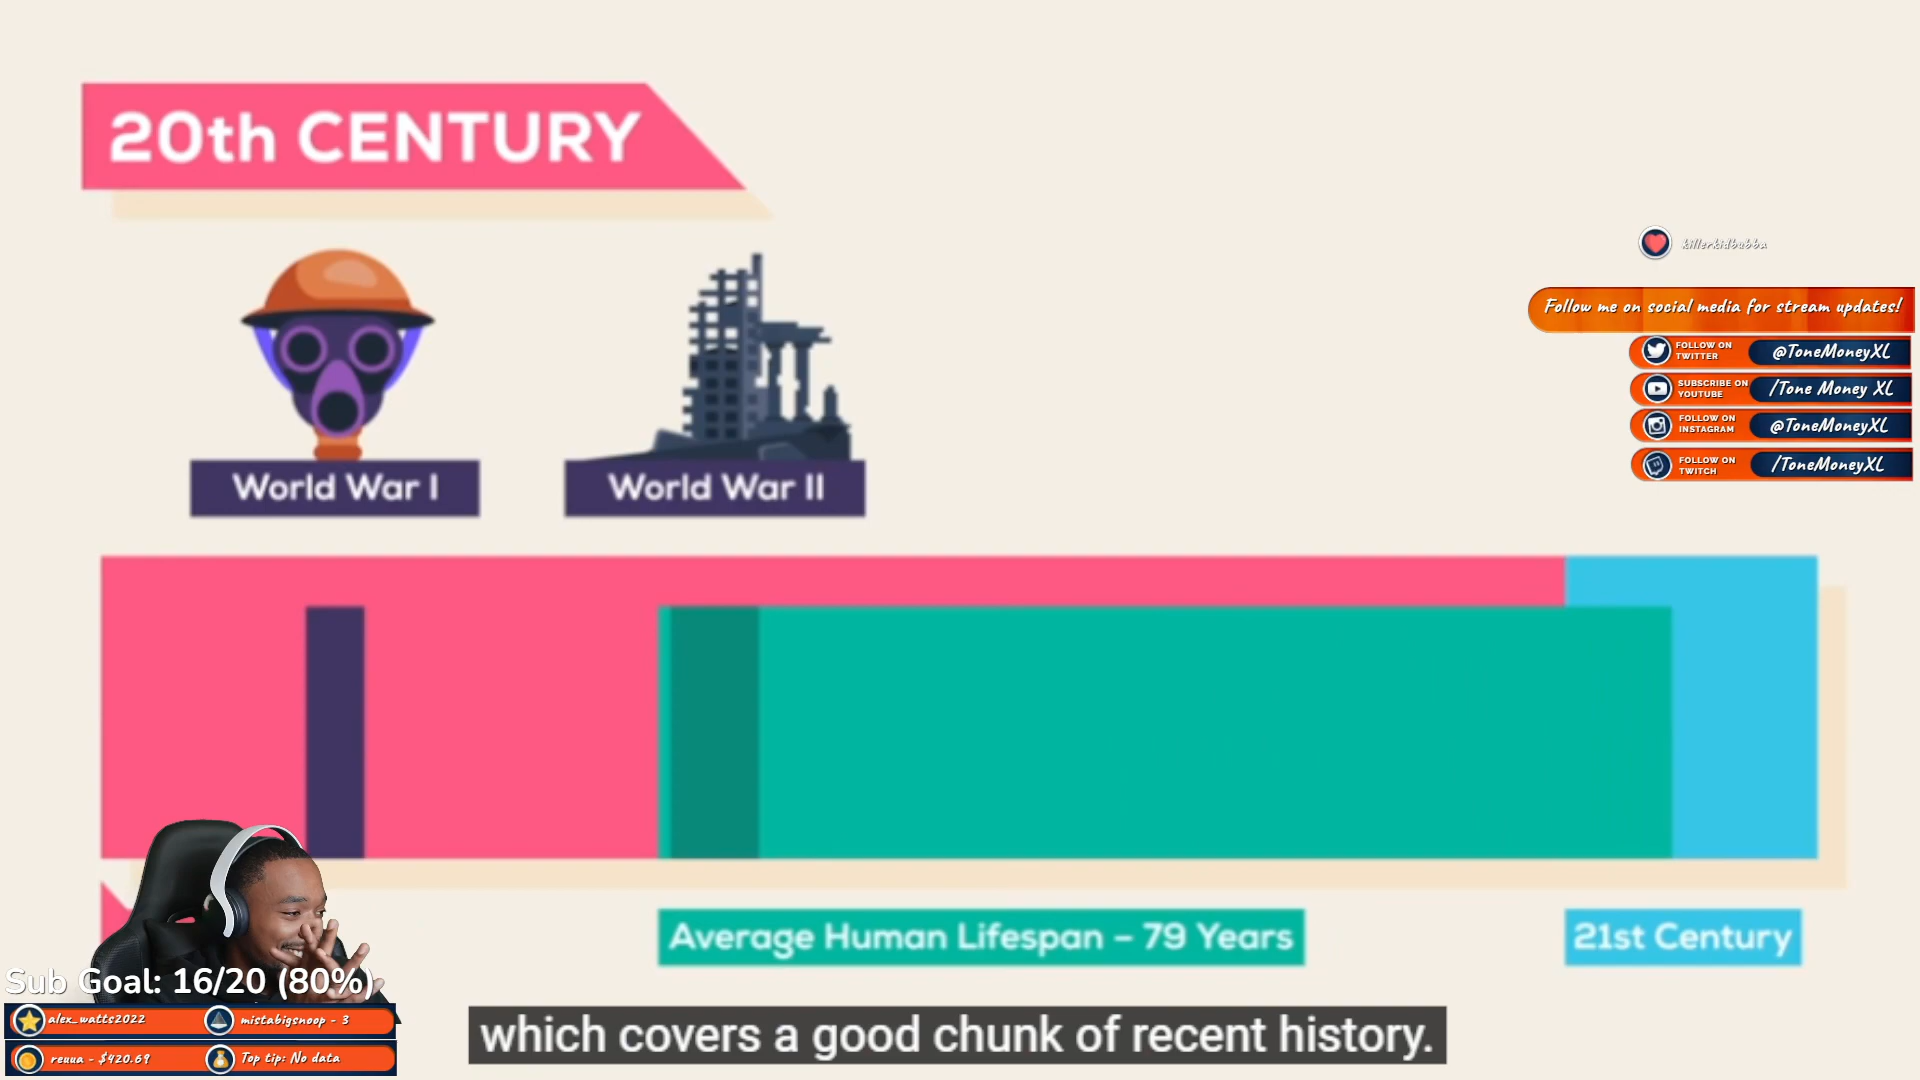 20th CENTURY
killerkidbubba
Follow me on social media for stream updates!
FOLLOW ON TWITTER
@ToneMoneyXL
SUBSCRIBE ON YOUTUBE
/Tone Money XL
FOLLOW ON INSTAGRAM
@ToneMoneyXL
FOLLOW ON TWITCH
/ToneMoneyXL
World War I
World War II
Average Human Lifespan – 79 Years
21st Century
Sub Goal: 16/20 (80%)
alex_watts2022
mistabigsnoop - 3
reuua - $420.69
Top tip: No data
which covers a good chunk of recent history.